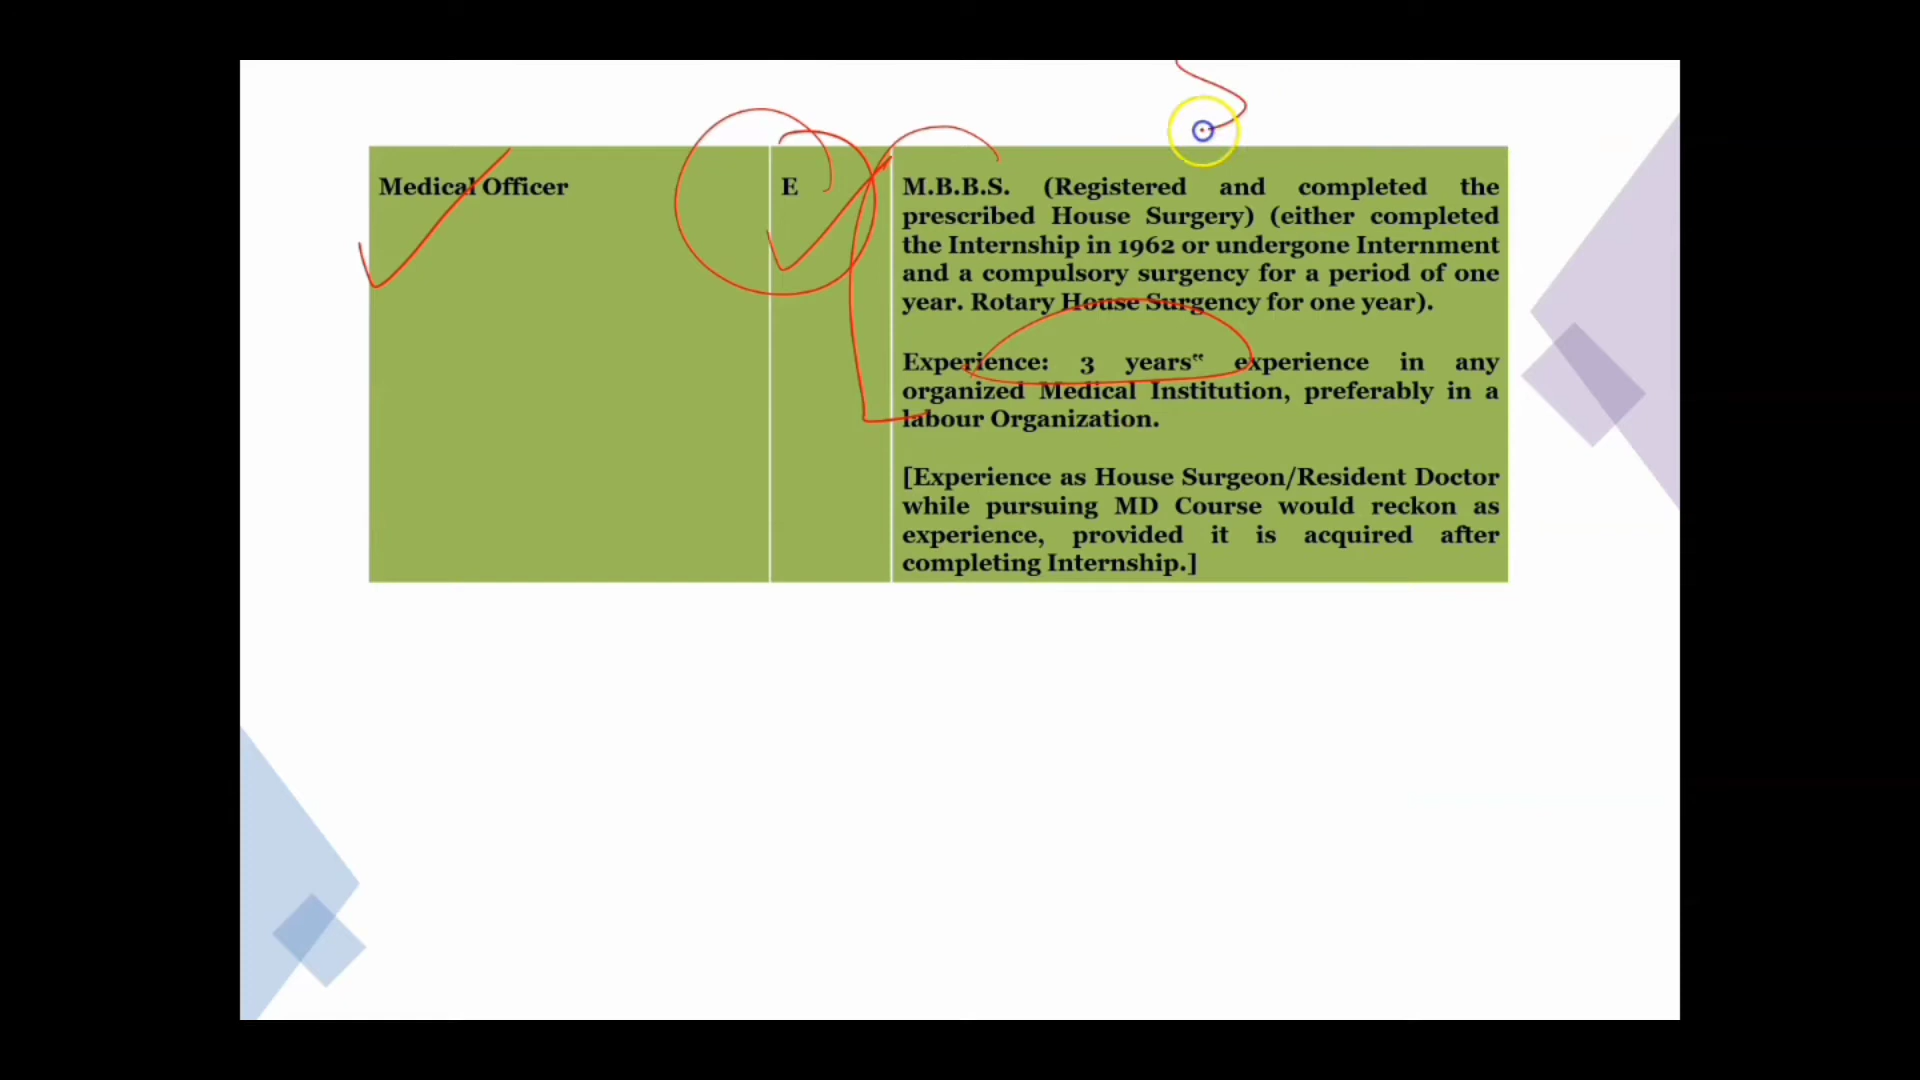 Medical Officer
E
M.B.B.S. (Registered and completed the
prescribed House Surgery) (either completed
the Internship in 1962 or undergone Internment
and a compulsory surgency for a period of one
year. Rotary House Surgency for one year).
Experience: 3 years‟ experience in any
organized Medical Institution, preferably in a
labour Organization.
[Experience as House Surgeon/Resident Doctor
while pursuing MD Course would reckon as
experience, provided it is acquired after
completing Internship.]